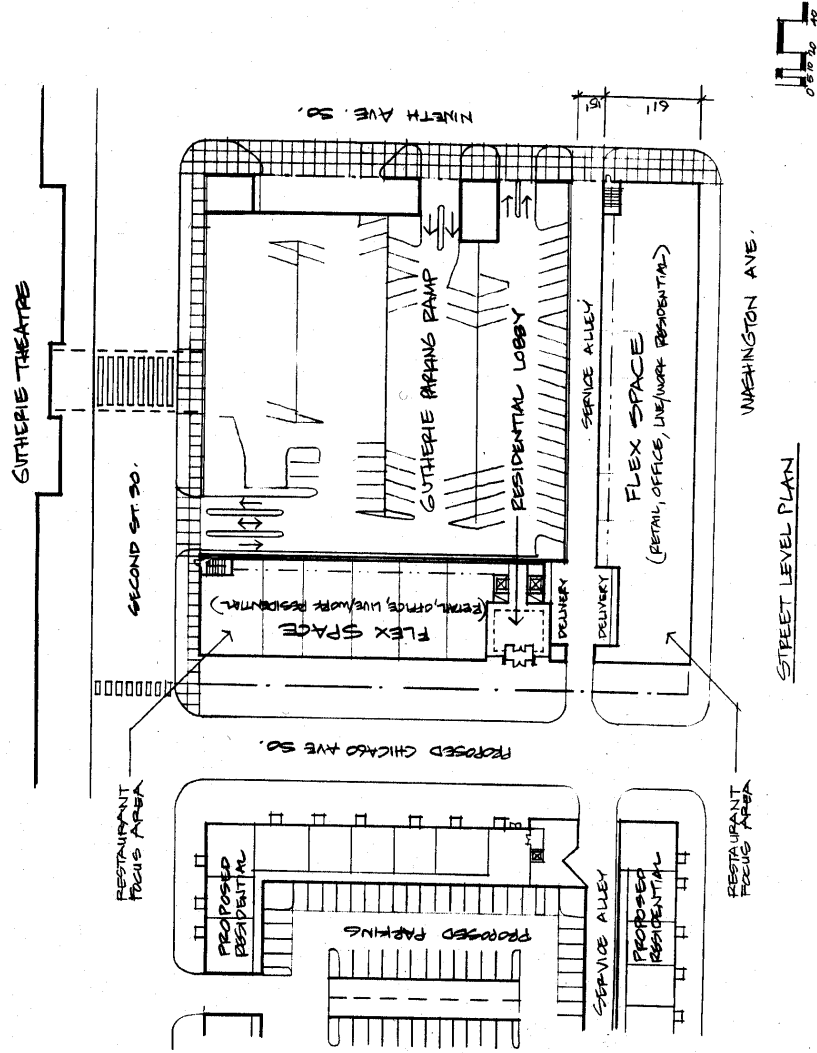 0 5 10 20 40
NINETH AVE. SO.
15'
61'
GUTHERIE THEATRE
SECOND ST. SO.
GUTHERIE PARKING RAMP
RESIDENTIAL LOBBY
SERVICE ALLEY
FLEX SPACE
(RETAIL, OFFICE, LIVE/WORK RESIDENTIAL)
WASHINGTON AVE.
FLEX SPACE
(RETAIL, OFFICE, LIVE/WORK RESIDENTIAL)
DELIVERY
DELIVERY
STREET LEVEL PLAN
PROPOSED CHICAGO AVE SO.
RESTAURANT
FOCUS AREA
RESTAURANT
FOCUS AREA
PROPOSED
RESIDENTIAL
PROPOSED PARKING
SERVICE ALLEY
PROPOSED
RESIDENTIAL